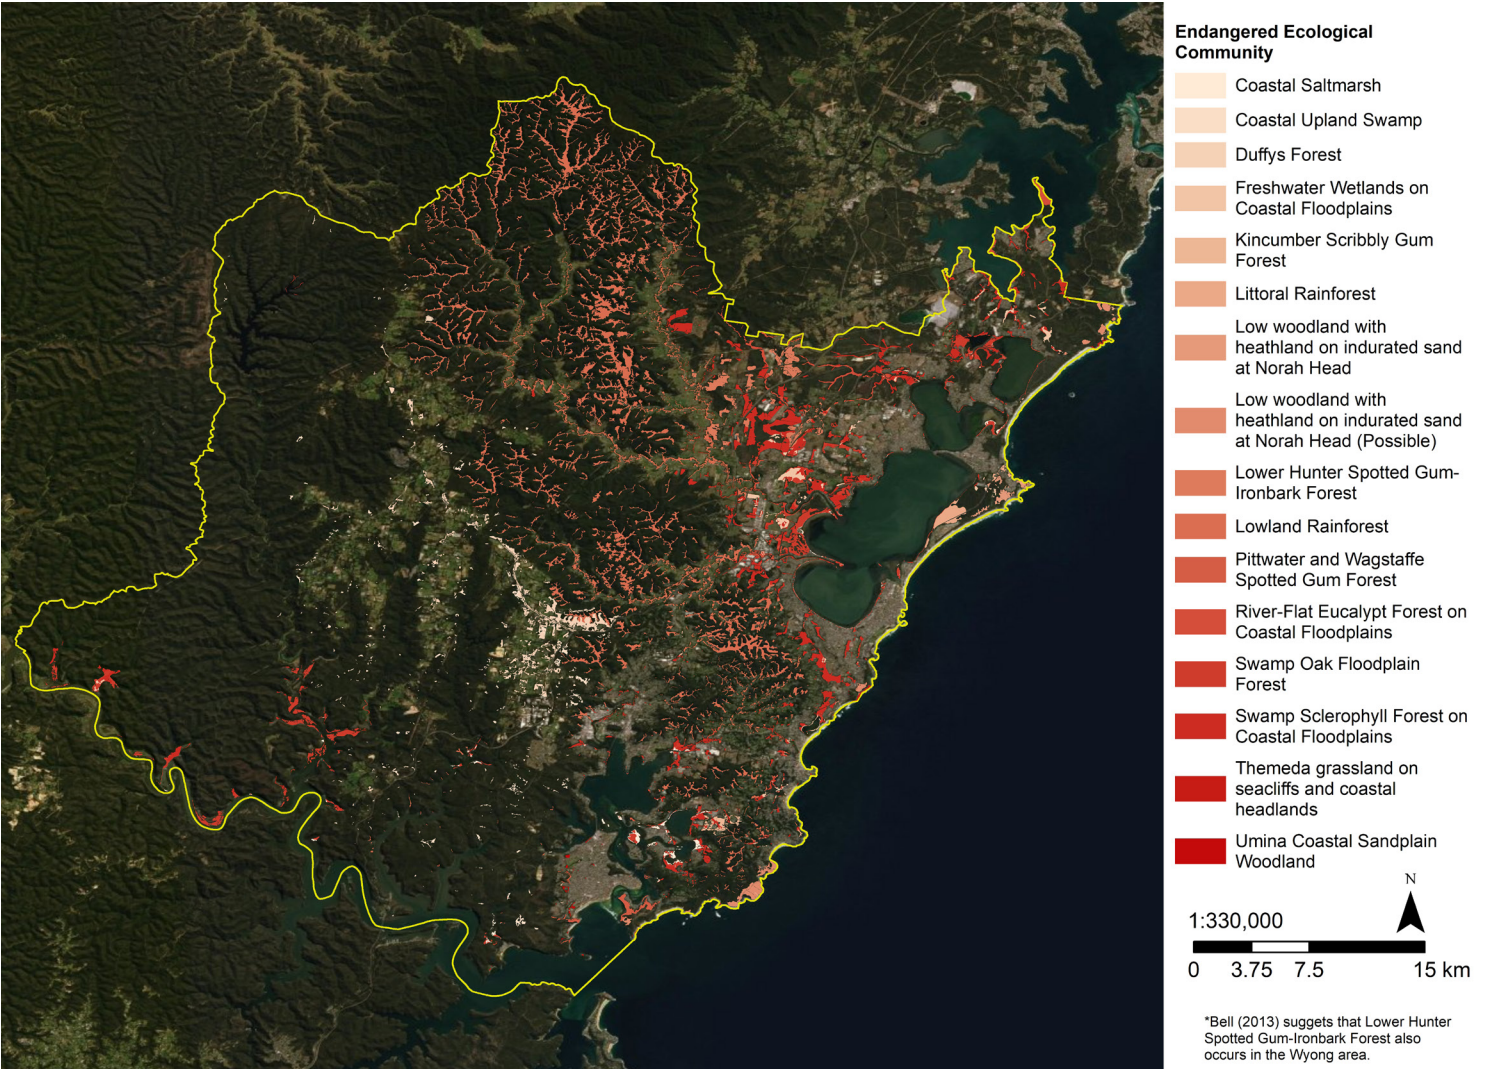 Endangered Ecological
Community
Coastal Saltmarsh
Coastal Upland Swamp
Duffys Forest
Freshwater Wetlands on
Coastal Floodplains
Kincumber Scribbly Gum
Forest
Littoral Rainforest
Low woodland with
heathland on indurated sand
at Norah Head
Low woodland with
heathland on indurated sand
at Norah Head (Possible)
Lower Hunter Spotted Gum-
Ironbark Forest
Lowland Rainforest
Pittwater and Wagstaffe
Spotted Gum Forest
River-Flat Eucalypt Forest on
Coastal Floodplains
Swamp Oak Floodplain
Forest
Swamp Sclerophyll Forest on
Coastal Floodplains
Themeda grassland on
seacliffs and coastal
headlands
Umina Coastal Sandplain
Woodland
N
1:330,000
0 3.75 7.5 15 km
*Bell (2013) suggets that Lower Hunter
Spotted Gum-Ironbark Forest also
occurs in the Wyong area.